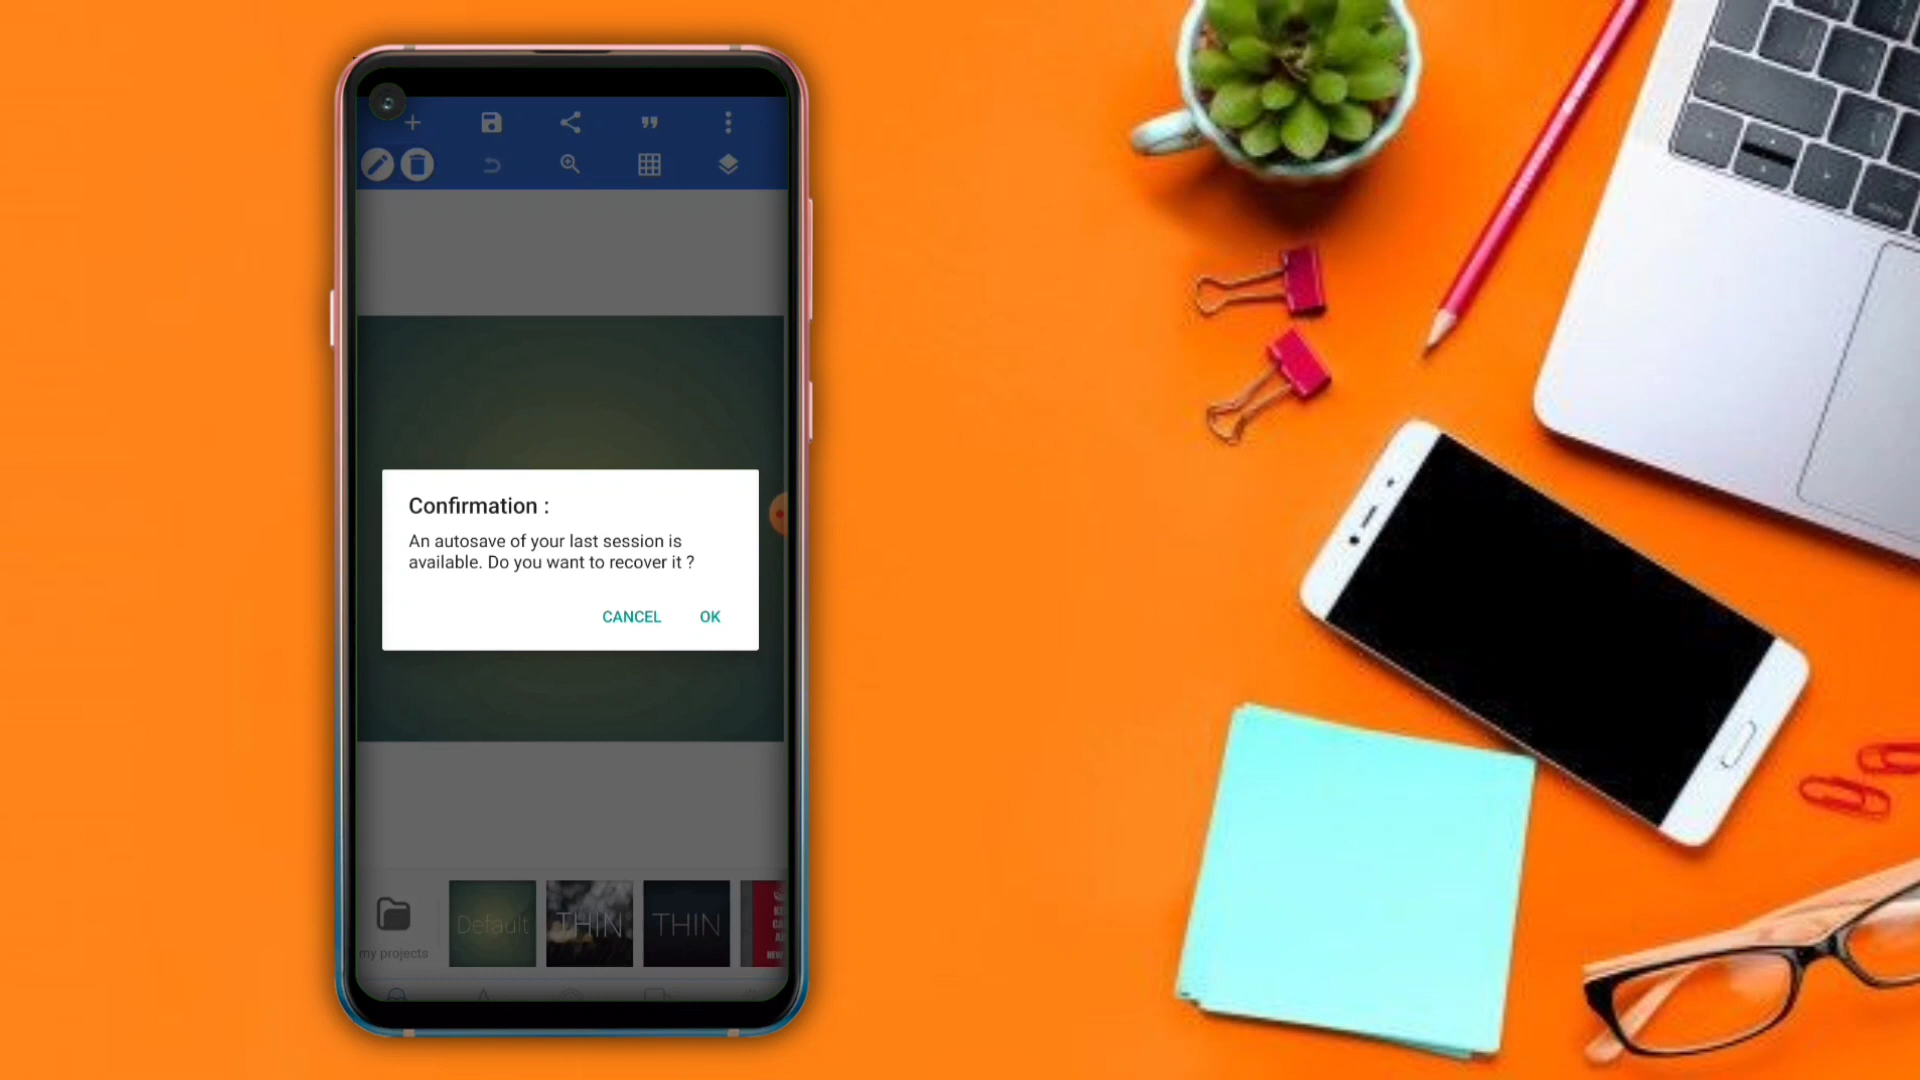 Confirmation :
An autosave of your last session is
available. Do you want to recover it ?
CANCEL OK
my projects
Default
THIN
THIN